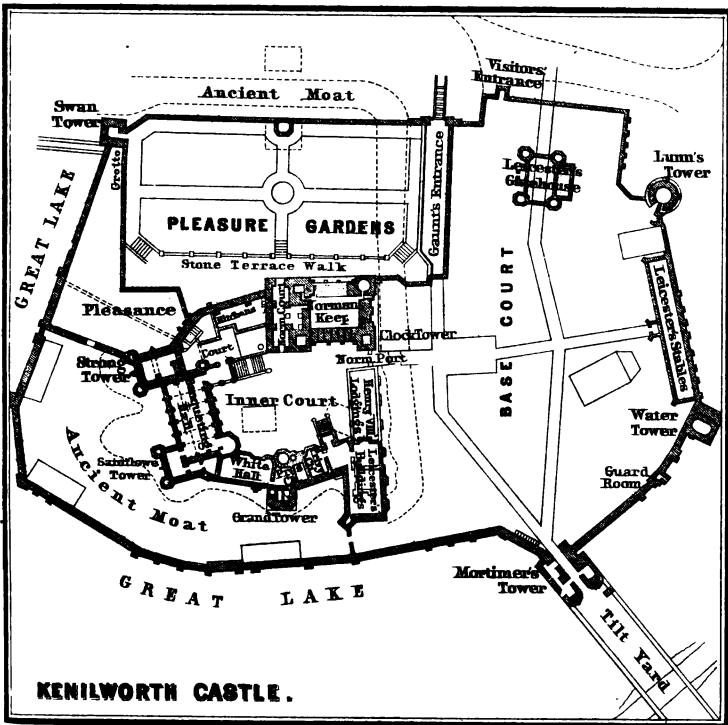 Visitors'
Entrance
Ancient Moat
Swan
Tower
Grotto
Lunn's
Tower
Leicester's
Gatehouse
GREAT LAKE
Gaunt's Entrance
PLEASURE GARDENS
Stone Terrace Walk
Leicester's Stables
Pleasance
Kitchens
Norman
Keep
Court
Clock Tower
BASE COURT
Norm Port
Strong
Tower
Inner Court
Henry VIII
Lodgings
Water
Tower
Ancient Moat
White
Hall
Leicester's
Buildings
Guard
Room
Saintlowe
Tower
Grand Tower
Mortimer's
Tower
GREAT LAKE
Tilt Yard
KENILWORTH CASTLE.